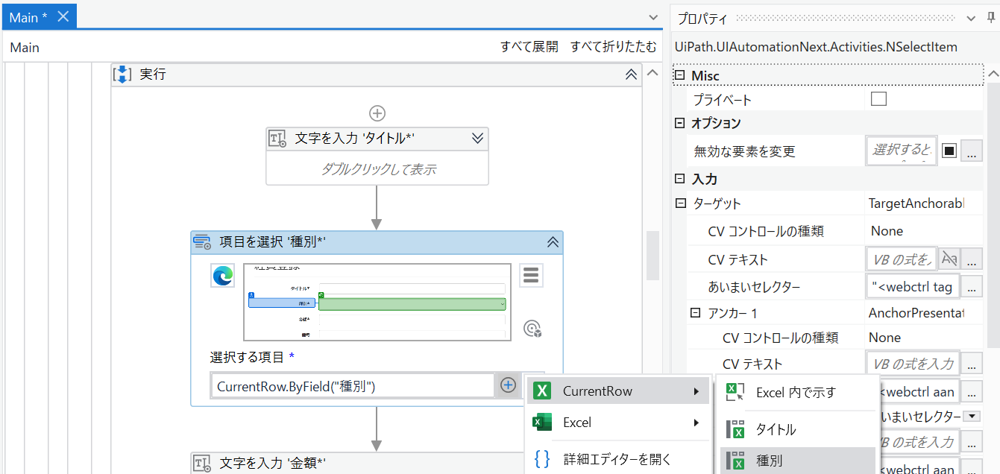 Main *
Main
すべて展開 すべて折りたたむ
実行
文字を入力 'タイトル*'
ダブルクリックして表示
項目を選択 '種別*'
タイトル*
種別*
金額*
選択する項目 *
CurrentRow.ByField("種別")
文字を入力 '金額*'
CurrentRow
Excel
詳細エディターを開く
Excel 内で示す
タイトル
種別
プロパティ
UiPath.UIAutomationNext.Activities.NSelectItem
Misc
プライベート
オプション
無効な要素を変更 選択すると、 ...
入力
ターゲット TargetAnchorabl
CV コントロールの種類 None
CV テキスト VB の式を入 ...
あいまいセレクター "<webctrl tag ...
アンカー 1 AnchorPresentat
CV コントロールの種類 None
CV テキスト VB の式を入力 ...
<webctrl aan ...
いまいセレクター
B の式を入力 ...
<webctrl aan ...